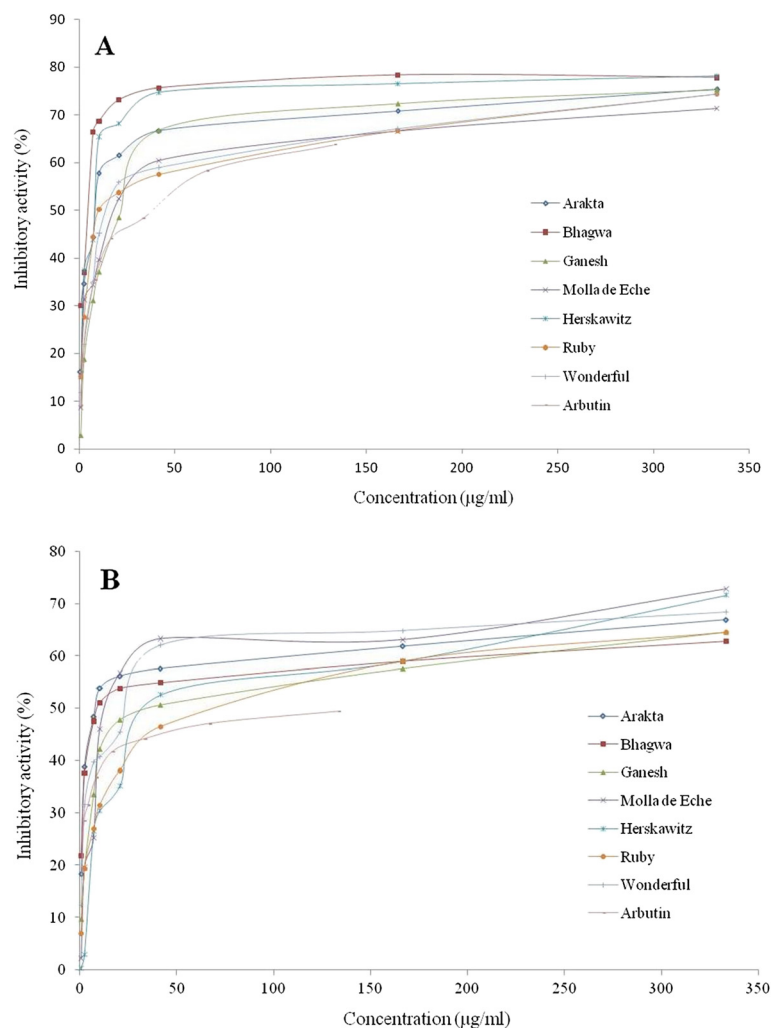 A
90
80
70
60
50
40
30
20
10
0
Inhibitory activity (%)
0 50 100 150 200 250 300 350
Concentration (µg/ml)
Arakta
Bhagwa
Ganesh
Molla de Eche
Herskawitz
Ruby
Wonderful
Arbutin
B
80
70
60
50
40
30
20
10
0
Inhibitory activity (%)
0 50 100 150 200 250 300 350
Concentration (µg/ml)
Arakta
Bhagwa
Ganesh
Molla de Eche
Herskawitz
Ruby
Wonderful
Arbutin